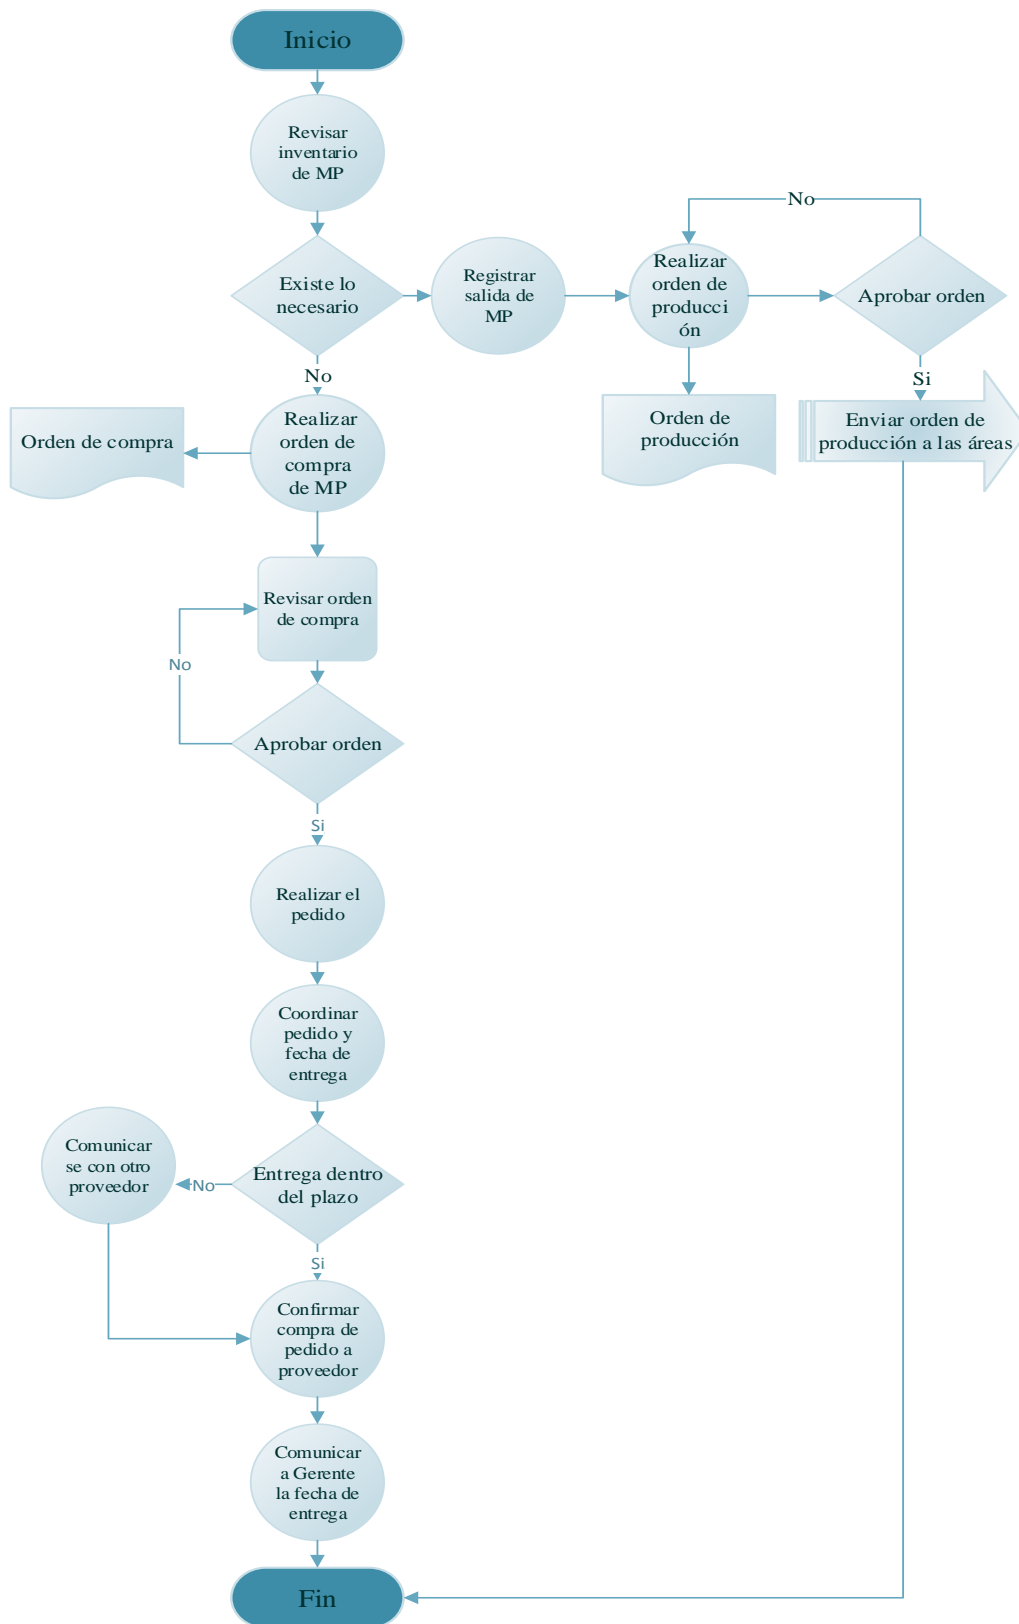 Inicio
Revisar
inventario
de MP
Existe lo
necesario
Registrar
salida de
MP
Realizar
orden de
producci
ón
No
Aprobar orden
Si
Enviar orden de
producción a las áreas
Orden de
producción
No
Realizar
orden de
compra
de MP
Orden de compra
Revisar orden
de compra
No
Aprobar orden
Si
Realizar el
pedido
Coordinar
pedido y
fecha de
entrega
Entrega dentro
del plazo
No
Comunicar
se con otro
proveedor
Si
Confirmar
compra de
pedido a
proveedor
Comunicar
a Gerente
la fecha de
entrega
Fin